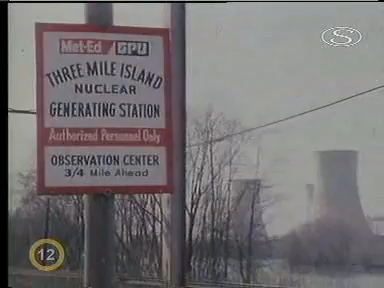 Met-Ed / GPU
THREE MILE ISLAND
NUCLEAR
GENERATING STATION
Authorized Personnel Only
OBSERVATION CENTER
3/4 Mile Ahead
S
12